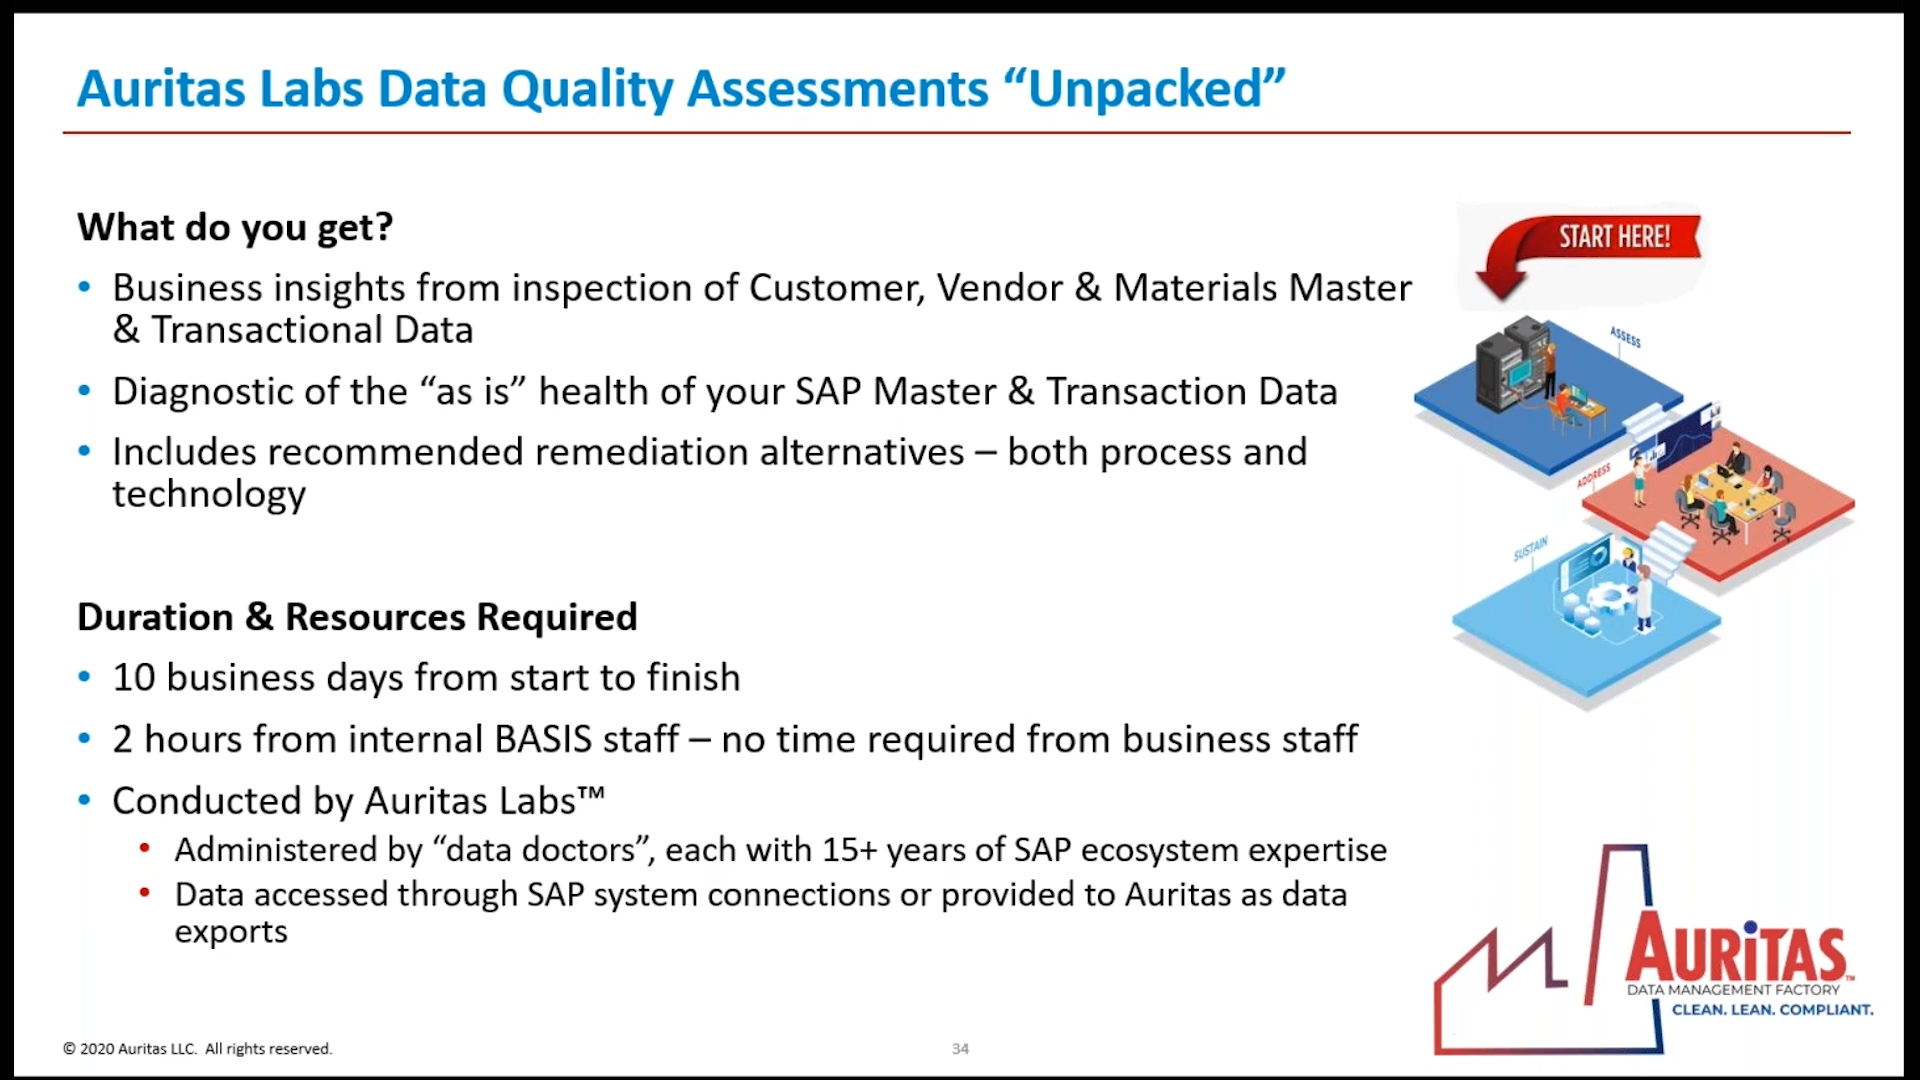 Auritas Labs Data Quality Assessments “Unpacked”
What do you get?
• Business insights from inspection of Customer, Vendor & Materials Master
& Transactional Data
• Diagnostic of the “as is” health of your SAP Master & Transaction Data
• Includes recommended remediation alternatives – both process and
technology
START HERE!
ASSESS
ADDRESS
SUSTAIN
Duration & Resources Required
• 10 business days from start to finish
• 2 hours from internal BASIS staff – no time required from business staff
• Conducted by Auritas Labs™
• Administered by “data doctors”, each with 15+ years of SAP ecosystem expertise
• Data accessed through SAP system connections or provided to Auritas as data
exports
AURiTAS™
DATA MANAGEMENT FACTORY
CLEAN. LEAN. COMPLIANT.
© 2020 Auritas LLC. All rights reserved.
34